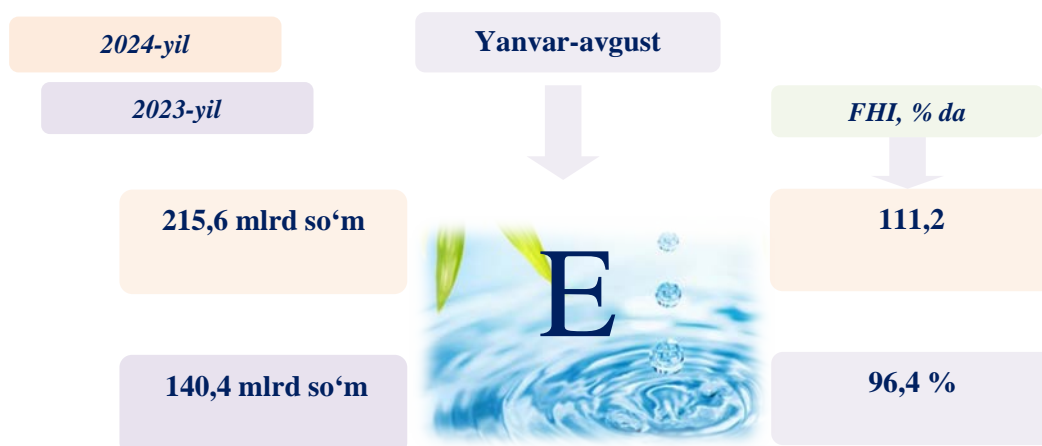 2024-yil
Yanvar-avgust
2023-yil
FHI, % da
215,6 mlrd so‘m
111,2
E
140,4 mlrd so‘m
96,4 %